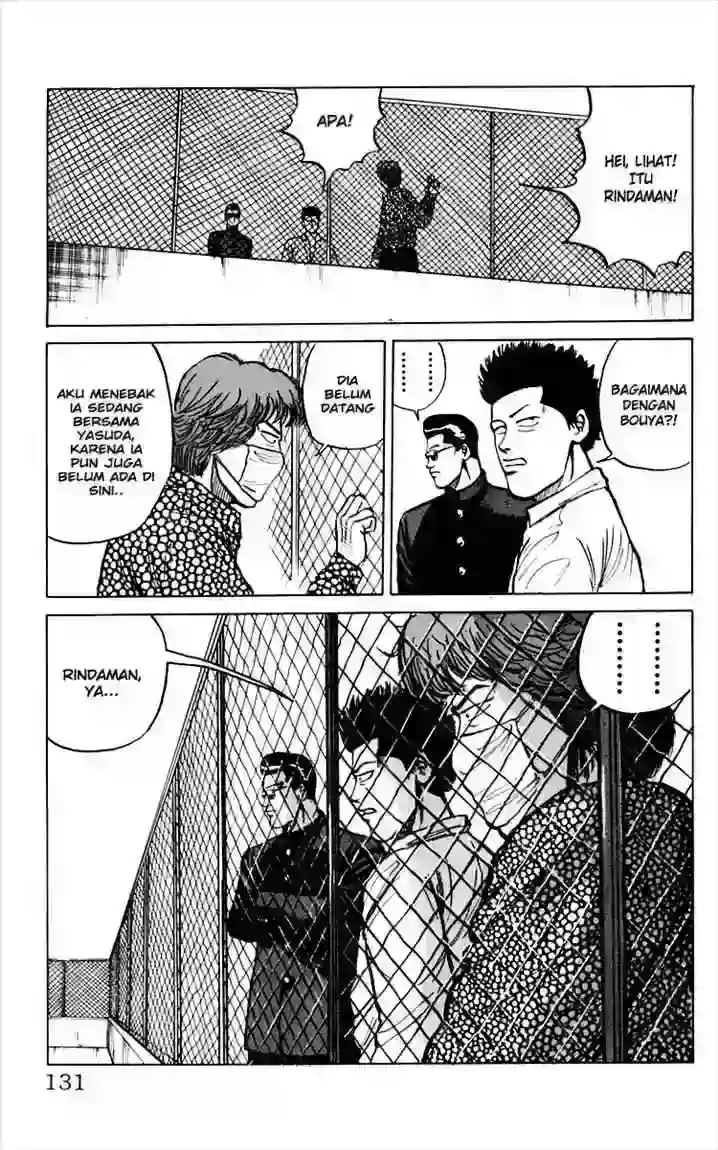 HEI, LIHAT!
ITU
RINDAMAN!
APA!
BAGAIMANA
DENGAN
BOUYA?!
DIA
BELUM
DATANG
AKU MENEBAK
IA SEDANG
BERSAMA
YASUDA,
KARENA IA
PUN JUGA
BELUM ADA DI
SINI..
RINDAMAN,
YA...
131